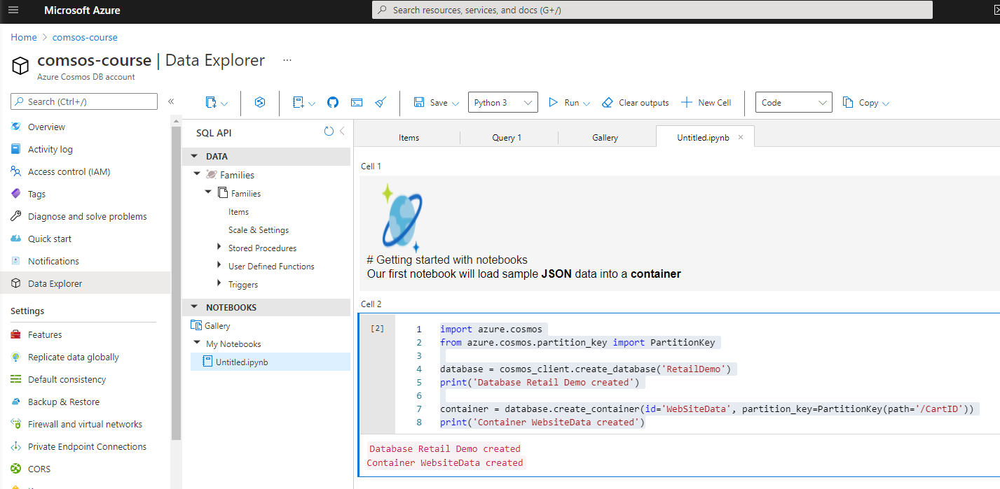 Microsoft Azure
Search resources, services, and docs (G+/)
Home > comsos-course
comsos-course | Data Explorer ...
Azure Cosmos DB account
Search (Ctrl+/)
«
Overview
Activity log
Access control (IAM)
Tags
Diagnose and solve problems
Quick start
Notifications
Data Explorer
Settings
Features
Replicate data globally
Default consistency
Backup & Restore
Firewall and virtual networks
Private Endpoint Connections
CORS
Save
Python 3
Run
Clear outputs
New Cell
Code
Copy
SQL API
DATA
Families
Families
Items
Scale & Settings
Stored Procedures
User Defined Functions
Triggers
NOTEBOOKS
Gallery
My Notebooks
Untitled.ipynb
Items
Query 1
Gallery
Untitled.ipynb
Cell 1
# Getting started with notebooks
Our first notebook will load sample JSON data into a container
Cell 2
[2]
1 import azure.cosmos
2 from azure.cosmos.partition_key import PartitionKey
3
4 database = cosmos_client.create_database('RetailDemo')
5 print('Database Retail Demo created')
6
7 container = database.create_container(id='WebSiteData', partition_key=PartitionKey(path='/CartID'))
8 print('Container WebsiteData created')
Database Retail Demo created
Container WebsiteData created